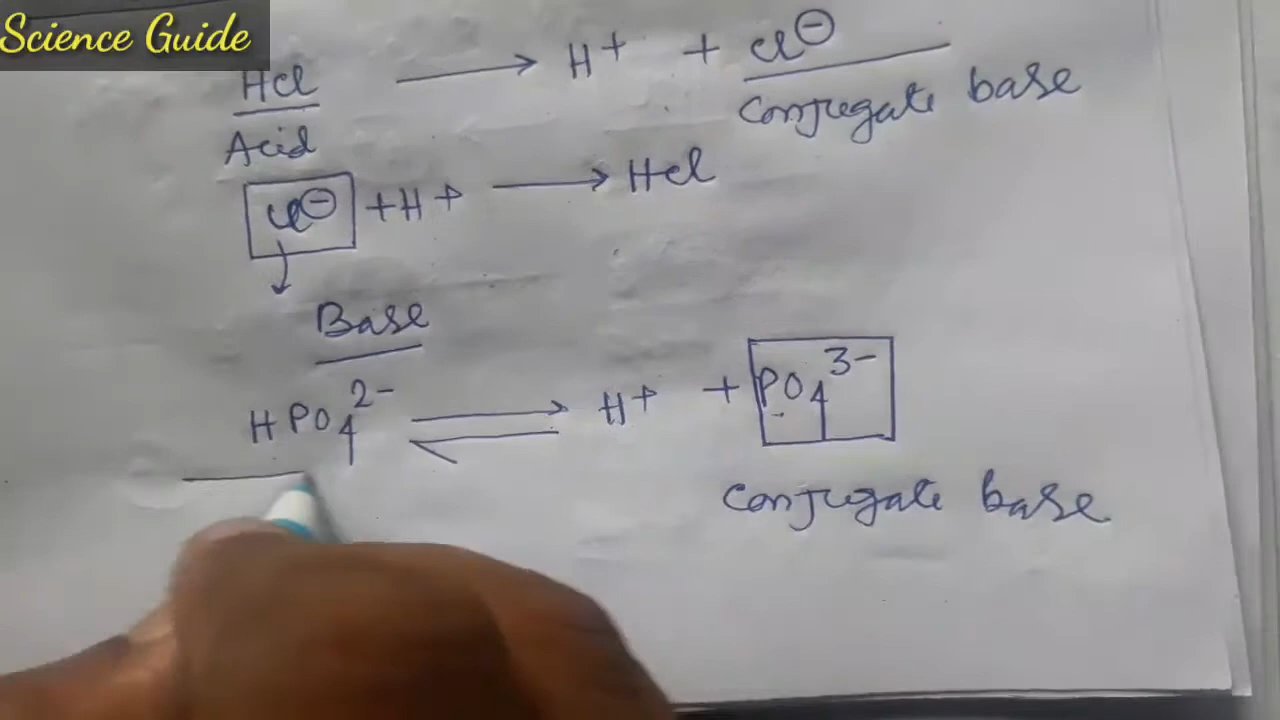 Science Guide
HCl ⟶ H+ + Cl⊖
Acid Conjugate base
Cl⊖ + H+ ⟶ HCl
Base
HPO4^2- ⇌ H+ + PO4^3-
Conjugate base